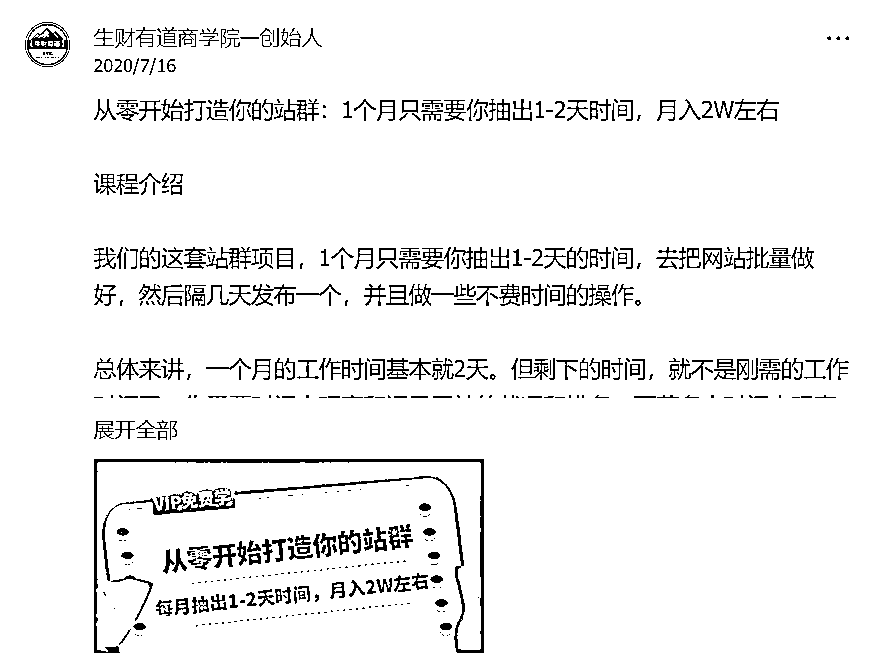 生财有道商学院—创始人
2020/7/16
从零开始打造你的站群：1个月只需要你抽出1-2天时间，月入2W左右
课程介绍
我们的这套站群项目，1个月只需要你抽出1-2天的时间，去把网站批量做
好，然后隔几天发布一个，并且做一些不费时间的操作。
总体来讲，一个月的工作时间基本就2天。但剩下的时间，就不是刚需的工作
展开全部
VIP免费学
从零开始打造你的站群
每月抽出1-2天时间，月入2W左右